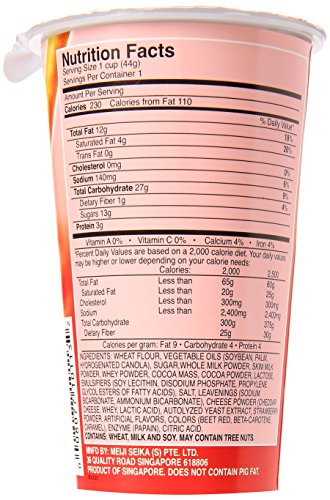 Nutrition Facts
Serving Size 1 cup (44g)
Servings Per Container 1
Amount Per Serving
Calories 230 Calories from Fat 110
% Daily Value*
Total Fat 12g 18%
Saturated Fat 4g 20%
Trans Fat 0g
Cholesterol 0mg 0%
Sodium 140mg 6%
Total Carbohydrate 27g 9%
Dietary Fiber 1g 4%
Sugars 13g
Protein 3g
Vitamin A 0% • Vitamin C 0% • Calcium 4% • Iron 4%
*Percent Daily Values are based on a 2,000 calorie diet. Your daily values
may be higher or lower depending on your calorie needs:
Calories: 2,000 2,500
Total Fat Less than 65g 80g
Saturated Fat Less than 20g 25g
Cholesterol Less than 300mg 300mg
Sodium Less than 2,400mg 2,400mg
Total Carbohydrate 300g 375g
Dietary Fiber 25g 30g
Calories per gram: Fat 9 • Carbohydrate 4 • Protein 4
INGREDIENTS: WHEAT FLOUR, VEGETABLE OILS (SOYBEAN, PALM,
HYDROGENATED CANOLA), SUGAR, WHOLE MILK POWDER, SKIM MILK
POWDER, WHEY POWDER, COCOA MASS, COCOA POWDER, LACTOSE,
EMULSIFIERS (SOY LECITHIN, DISODIUM PHOSPHATE, PROPYLENE
GLYCOL ESTERS OF FATTY ACIDS), SALT, LEAVENINGS (SODIUM
BICARBONATE, AMMONIUM BICARBONATE), CHEESE POWDER (CHEDDAR
CHEESE, WHEY, LACTIC ACID), AUTOLYZED YEAST EXTRACT, STRAWBERRY
POWDER, ARTIFICIAL FLAVORS, COLORS (BEET RED, BETA-CAROTENE,
CARAMEL), ENZYME (PAPAIN), CITRIC ACID.
CONTAINS: WHEAT, MILK AND SOY. MAY CONTAIN TREE NUTS.
MFD. BY: MEIJI SEIKA (S) PTE. LTD.
36 QUALITY ROAD SINGAPORE 618806
PRODUCT OF SINGAPORE. DOES NOT CONTAIN PIG FAT.